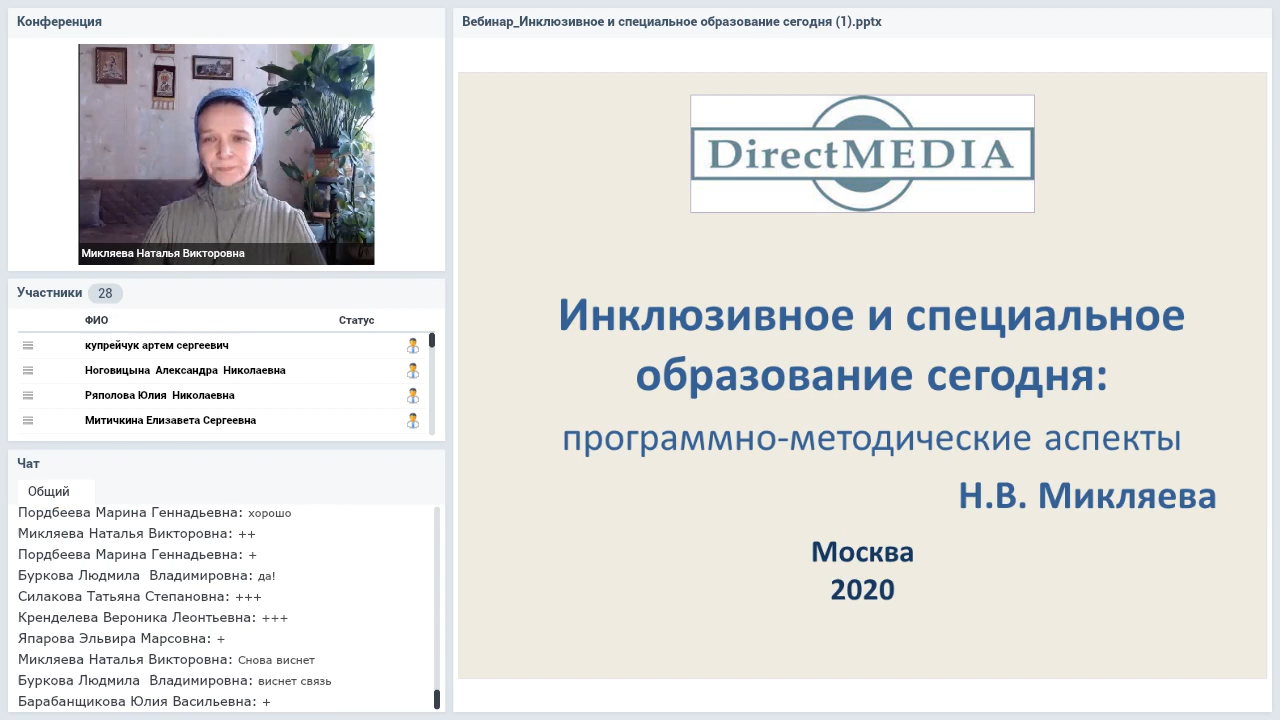 Конференция
Микляева Наталья Викторовна
Участники 28
ФИО Статус
купрейчук артем сергеевич
Ноговицына Александра Николаевна
Ряполова Юлия Николаевна
Митичкина Елизавета Сергеевна
Чат
Общий
Пордбеева Марина Геннадьевна: хорошо
Микляева Наталья Викторовна: ++
Пордбеева Марина Геннадьевна: +
Буркова Людмила Владимировна: да!
Силакова Татьяна Степановна: +++
Кренделева Вероника Леонтьевна: +++
Япарова Эльвира Марсовна: +
Микляева Наталья Викторовна: Снова виснет
Буркова Людмила Владимировна: виснет связь
Барабанщикова Юлия Васильевна: +
Вебинар_Инклюзивное и специальное образование сегодня (1).pptx
DirectMEDIA
Инклюзивное и специальное
образование сегодня:
программно-методические аспекты
Н.В. Микляева
Москва
2020